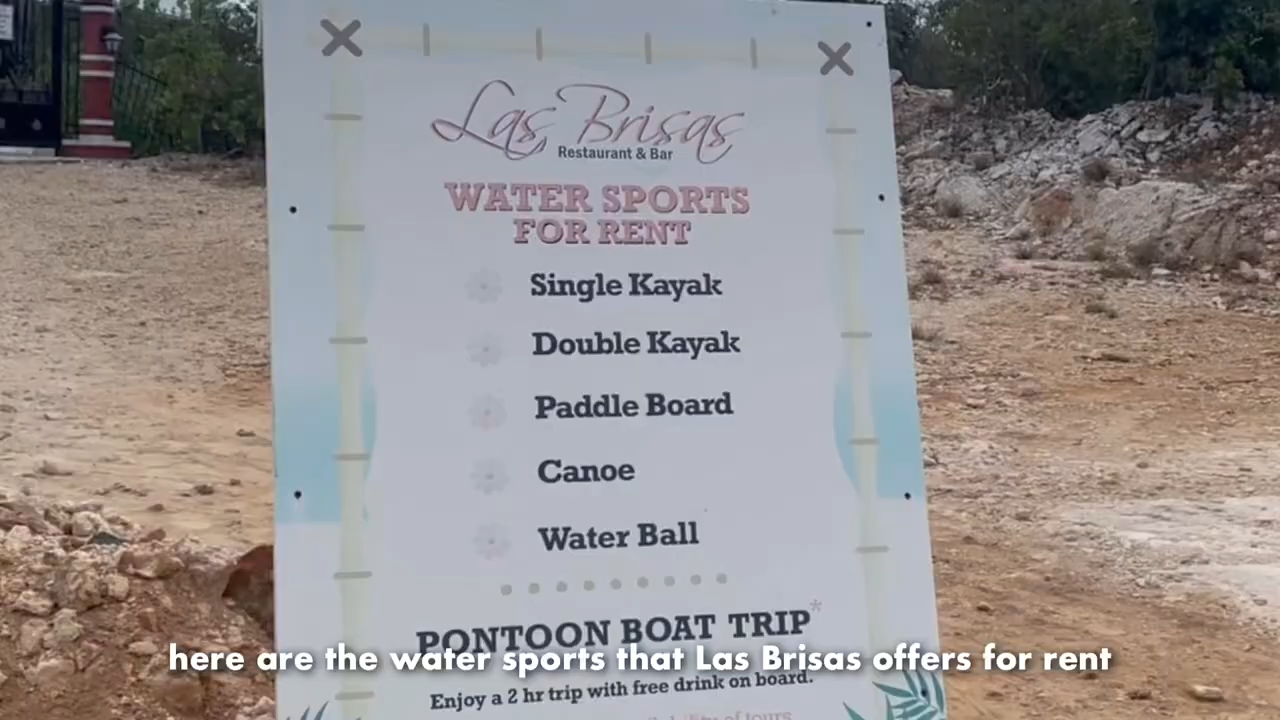 Las Brisas
Restaurant & Bar
WATER SPORTS
FOR RENT
Single Kayak
Double Kayak
Paddle Board
Canoe
Water Ball
PONTOON BOAT TRIP*
here are the water sports that Las Brisas offers for rent
Enjoy a 2 hr trip with free drink on board.
of tours